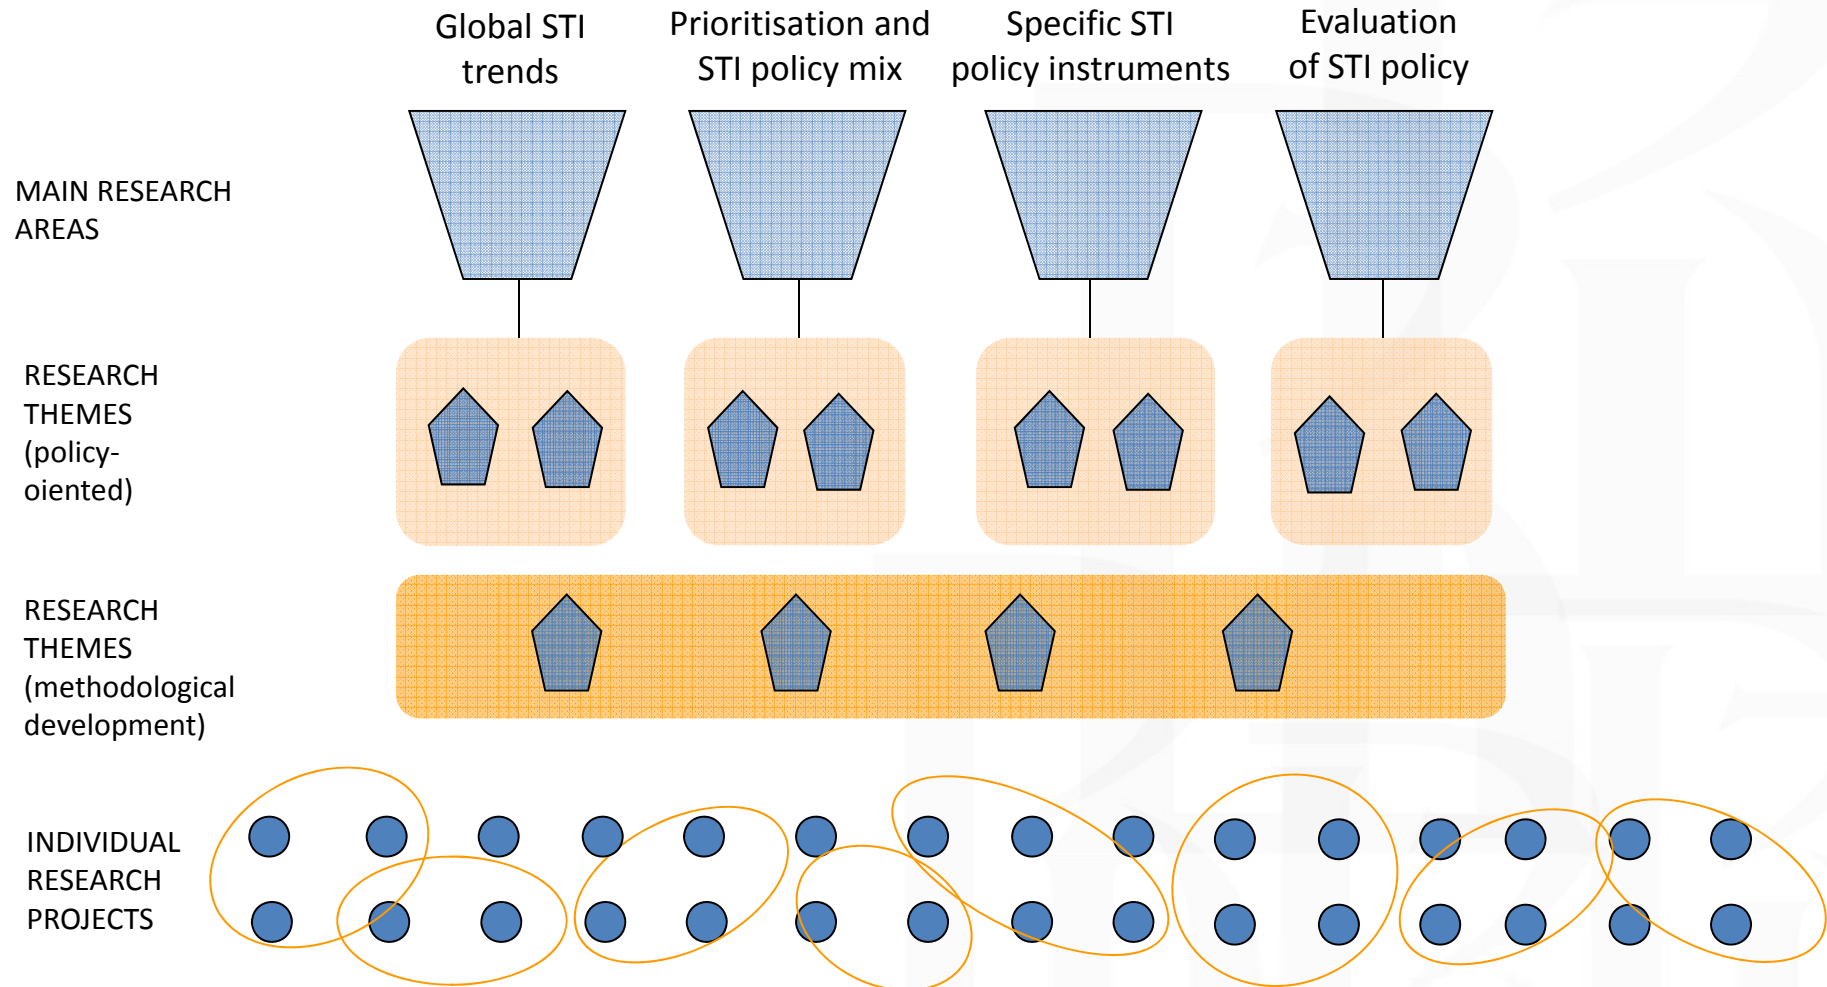 Global STI
trends
Prioritisation and
STI policy mix
Specific STI
policy instruments
Evaluation
of STI policy
MAIN RESEARCH
AREAS
RESEARCH
THEMES
(policy-
oiented)
RESEARCH
THEMES
(methodological
development)
INDIVIDUAL
RESEARCH
PROJECTS